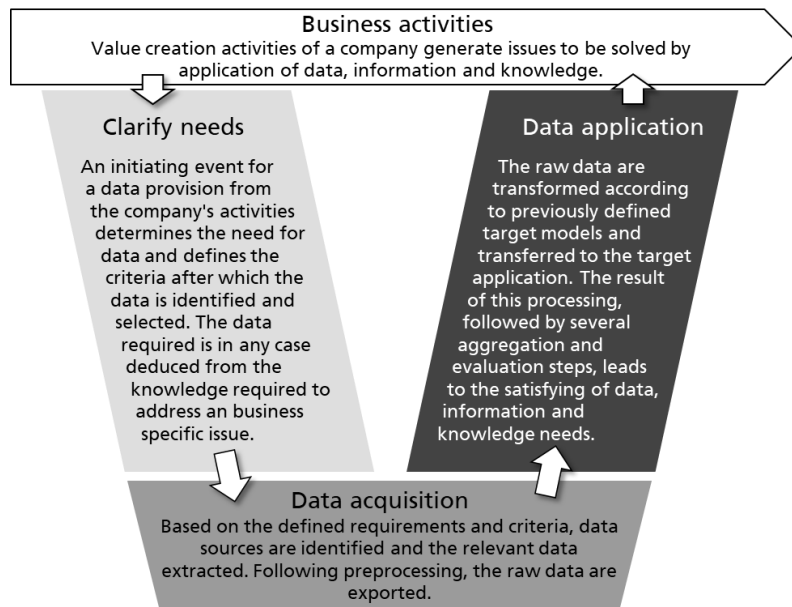 Business activities
Value creation activities of a company generate issues to be solved by
application of data, information and knowledge.
Clarify needs
An initiating event for
a data provision from
the company's activities
determines the need for
data and defines the
criteria after which the
data is identified and
selected. The data
required is in any case
deduced from the
knowledge required to
address an business
specific issue.
Data application
The raw data are
transformed according
to previously defined
target models and
transferred to the target
application. The result
of this processing,
followed by several
aggregation and
evaluation steps, leads
to the satisfying of data,
information and
knowledge needs.
Data acquisition
Based on the defined requirements and criteria, data
sources are identified and the relevant data
extracted. Following preprocessing, the raw data are
exported.